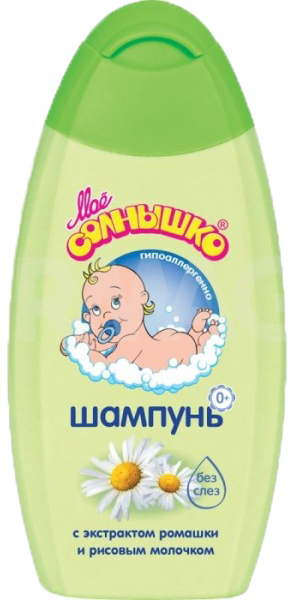 Моё
СОЛНЫШКО®
гипоаллергенно
0+
ШАМПУНЬ
без
слез
с экстрактом ромашки
и рисовым молочком